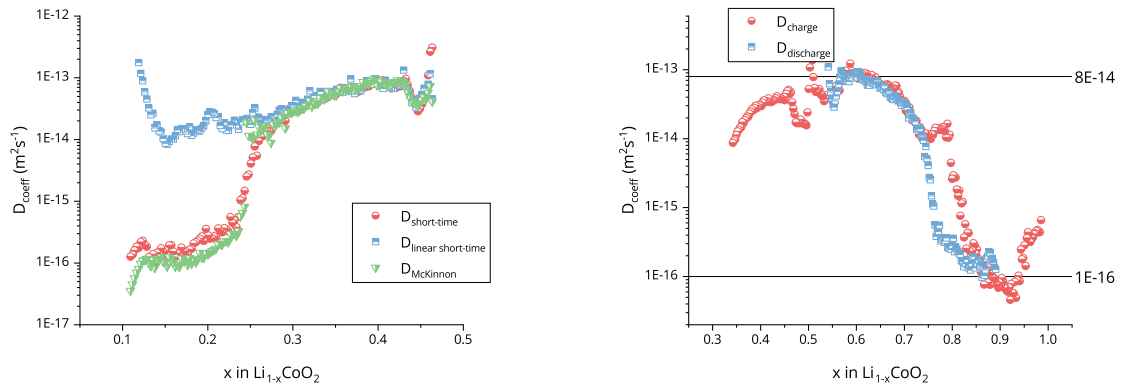 1E-12
1E-13
1E-14
1E-15
1E-16
1E-17
D_coeff (m²s⁻¹)
0.1 0.2 0.3 0.4 0.5
x in Li₁₋ₓCoO₂
D_short-time
D_linear short-time
D_McKinnon
D_charge
D_discharge
1E-13
1E-14
1E-15
1E-16
D_coeff (m²s⁻¹)
8E-14
1E-16
0.3 0.4 0.5 0.6 0.7 0.8 0.9 1.0
x in Li₁₋ₓCoO₂